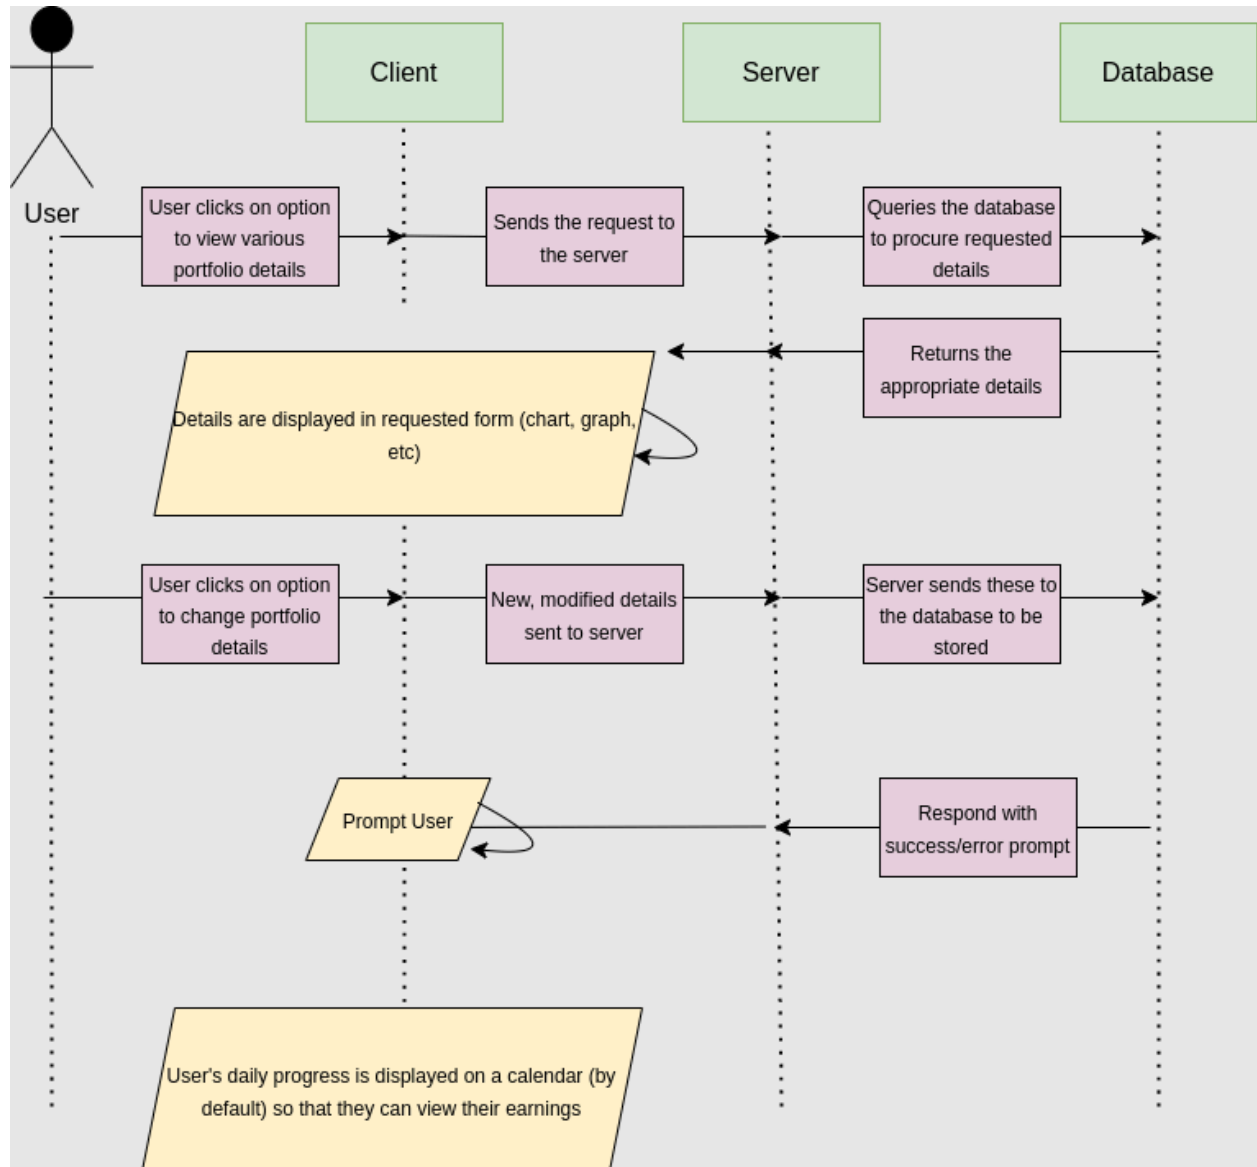 Client
Server
Database
User
User clicks on option
to view various
portfolio details
Sends the request to
the server
Queries the database
to procure requested
details
Returns the
appropriate details
Details are displayed in requested form (chart, graph,
etc)
User clicks on option
to change portfolio
details
New, modified details
sent to server
Server sends these to
the database to be
stored
Prompt User
Respond with
success/error prompt
User's daily progress is displayed on a calendar (by
default) so that they can view their earnings